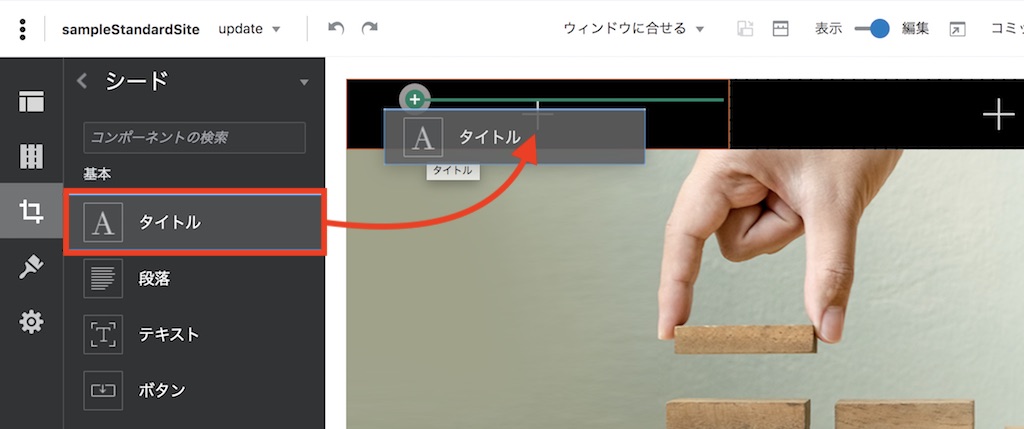 sampleStandardSite update ウィンドウに合せる 表示 編集 コミッ
シード
コンポーネントの検索
基本
A タイトル
段落
T テキスト
ボタン
A タイトル
タイトル